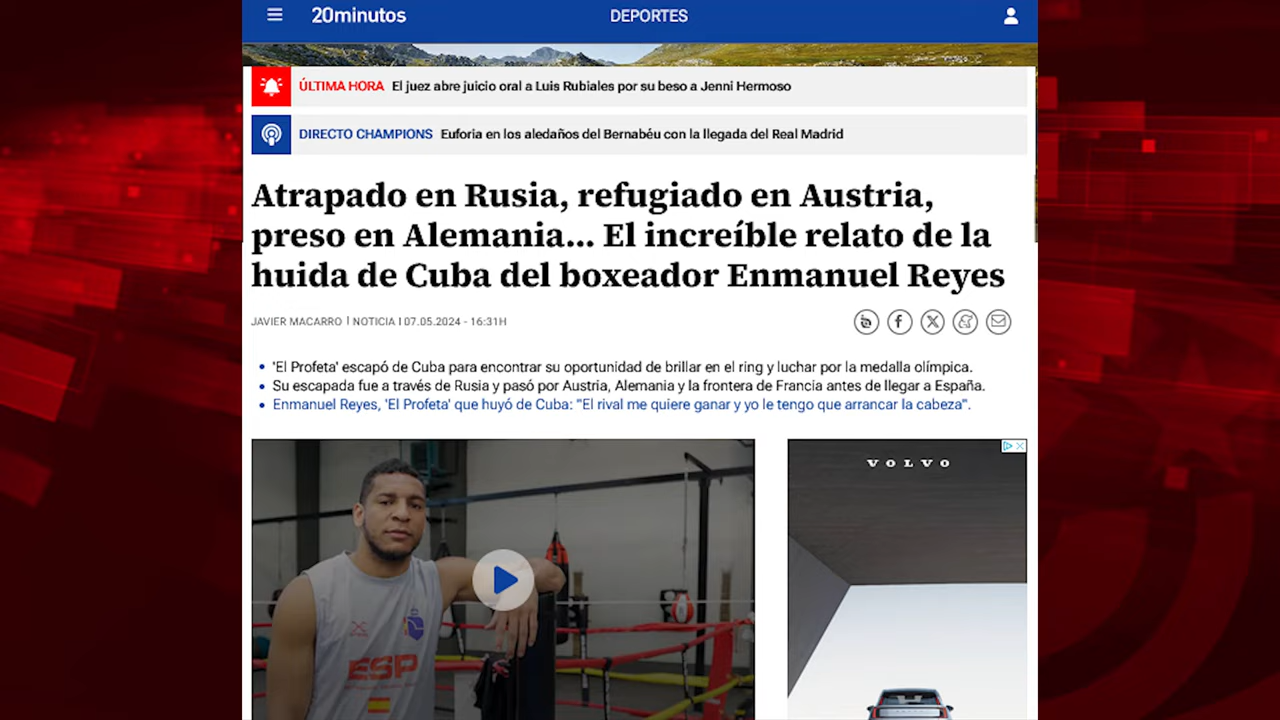 20minutos
DEPORTES
ÚLTIMA HORA El juez abre juicio oral a Luis Rubiales por su beso a Jenni Hermoso
DIRECTO CHAMPIONS Euforia en los aledaños del Bernabéu con la llegada del Real Madrid
Atrapado en Rusia, refugiado en Austria,
preso en Alemania... El increíble relato de la
huida de Cuba del boxeador Enmanuel Reyes
JAVIER MACARRO | NOTICIA | 07.05.2024 - 16:31H
'El Profeta' escapó de Cuba para encontrar su oportunidad de brillar en el ring y luchar por la medalla olímpica.
Su escapada fue a través de Rusia y pasó por Austria, Alemania y la frontera de Francia antes de llegar a España.
Enmanuel Reyes, 'El Profeta' que huyó de Cuba: "El rival me quiere ganar y yo le tengo que arrancar la cabeza".
VOLVO
ESP